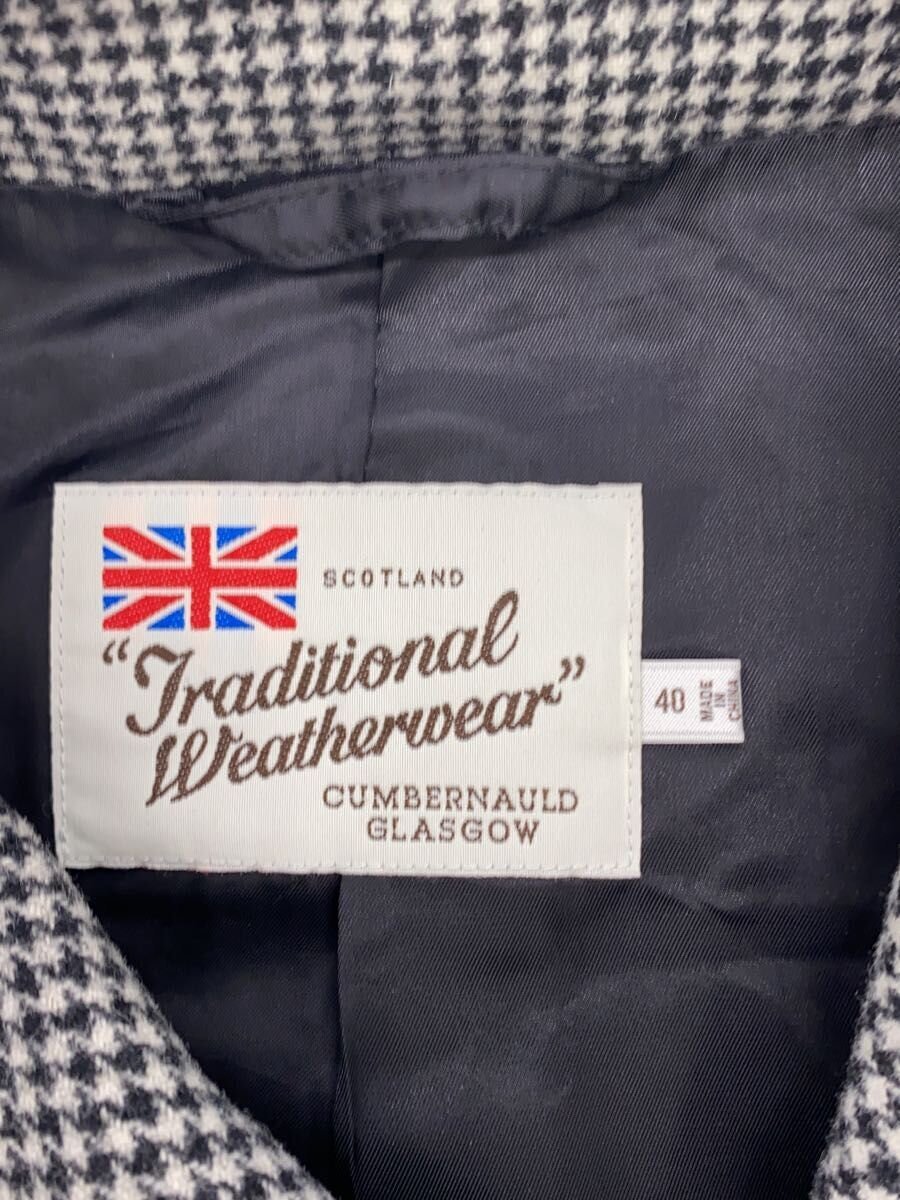 SCOTLAND
"Traditional
Weatherwear"
CUMBERNAULD
GLASGOW
40
MADE
IN
CHINA